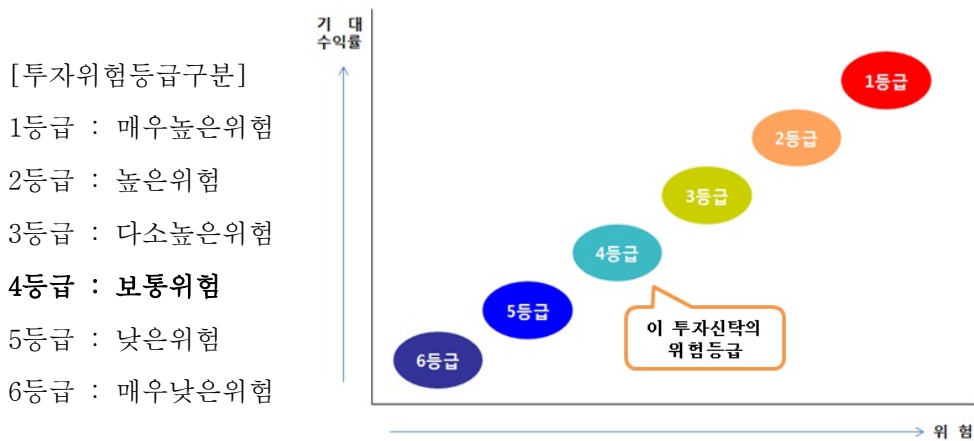 [투자위험등급구분]
1등급 : 매우높은위험
2등급 : 높은위험
3등급 : 다소높은위험
4등급 : 보통위험
5등급 : 낮은위험
6등급 : 매우낮은위험
기 대
수익률
1등급
2등급
3등급
4등급
5등급
6등급
이 투자신탁의
위험등급
위 험